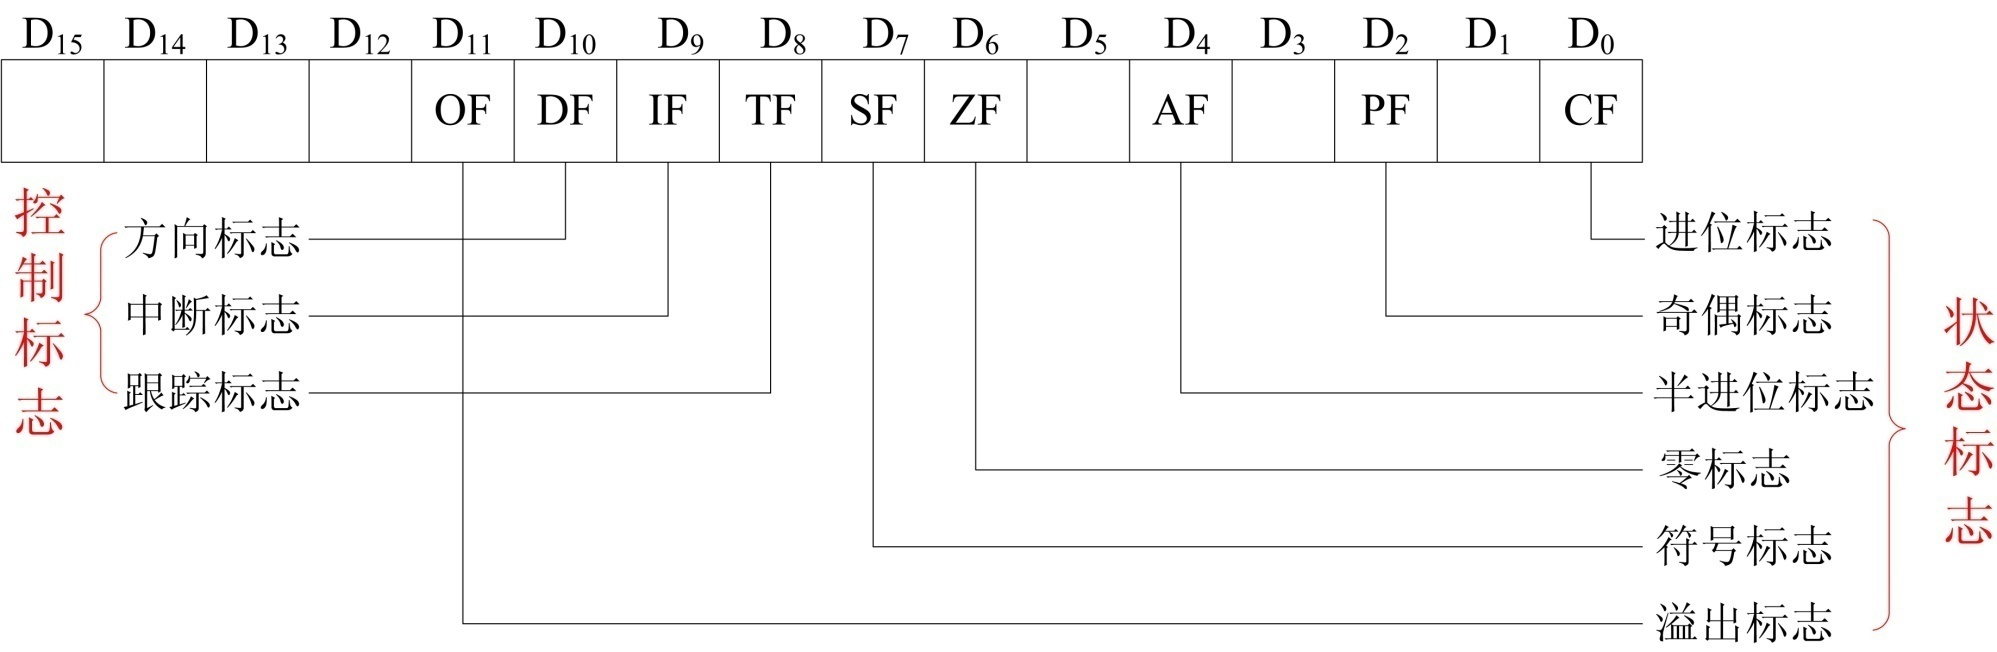 D15 D14 D13 D12 D11 D10 D9 D8 D7 D6 D5 D4 D3 D2 D1 D0
OF DF IF TF SF ZF AF PF CF
控制标志
方向标志
中断标志
跟踪标志
进位标志
奇偶标志
半进位标志
零标志
符号标志
溢出标志
状态标志